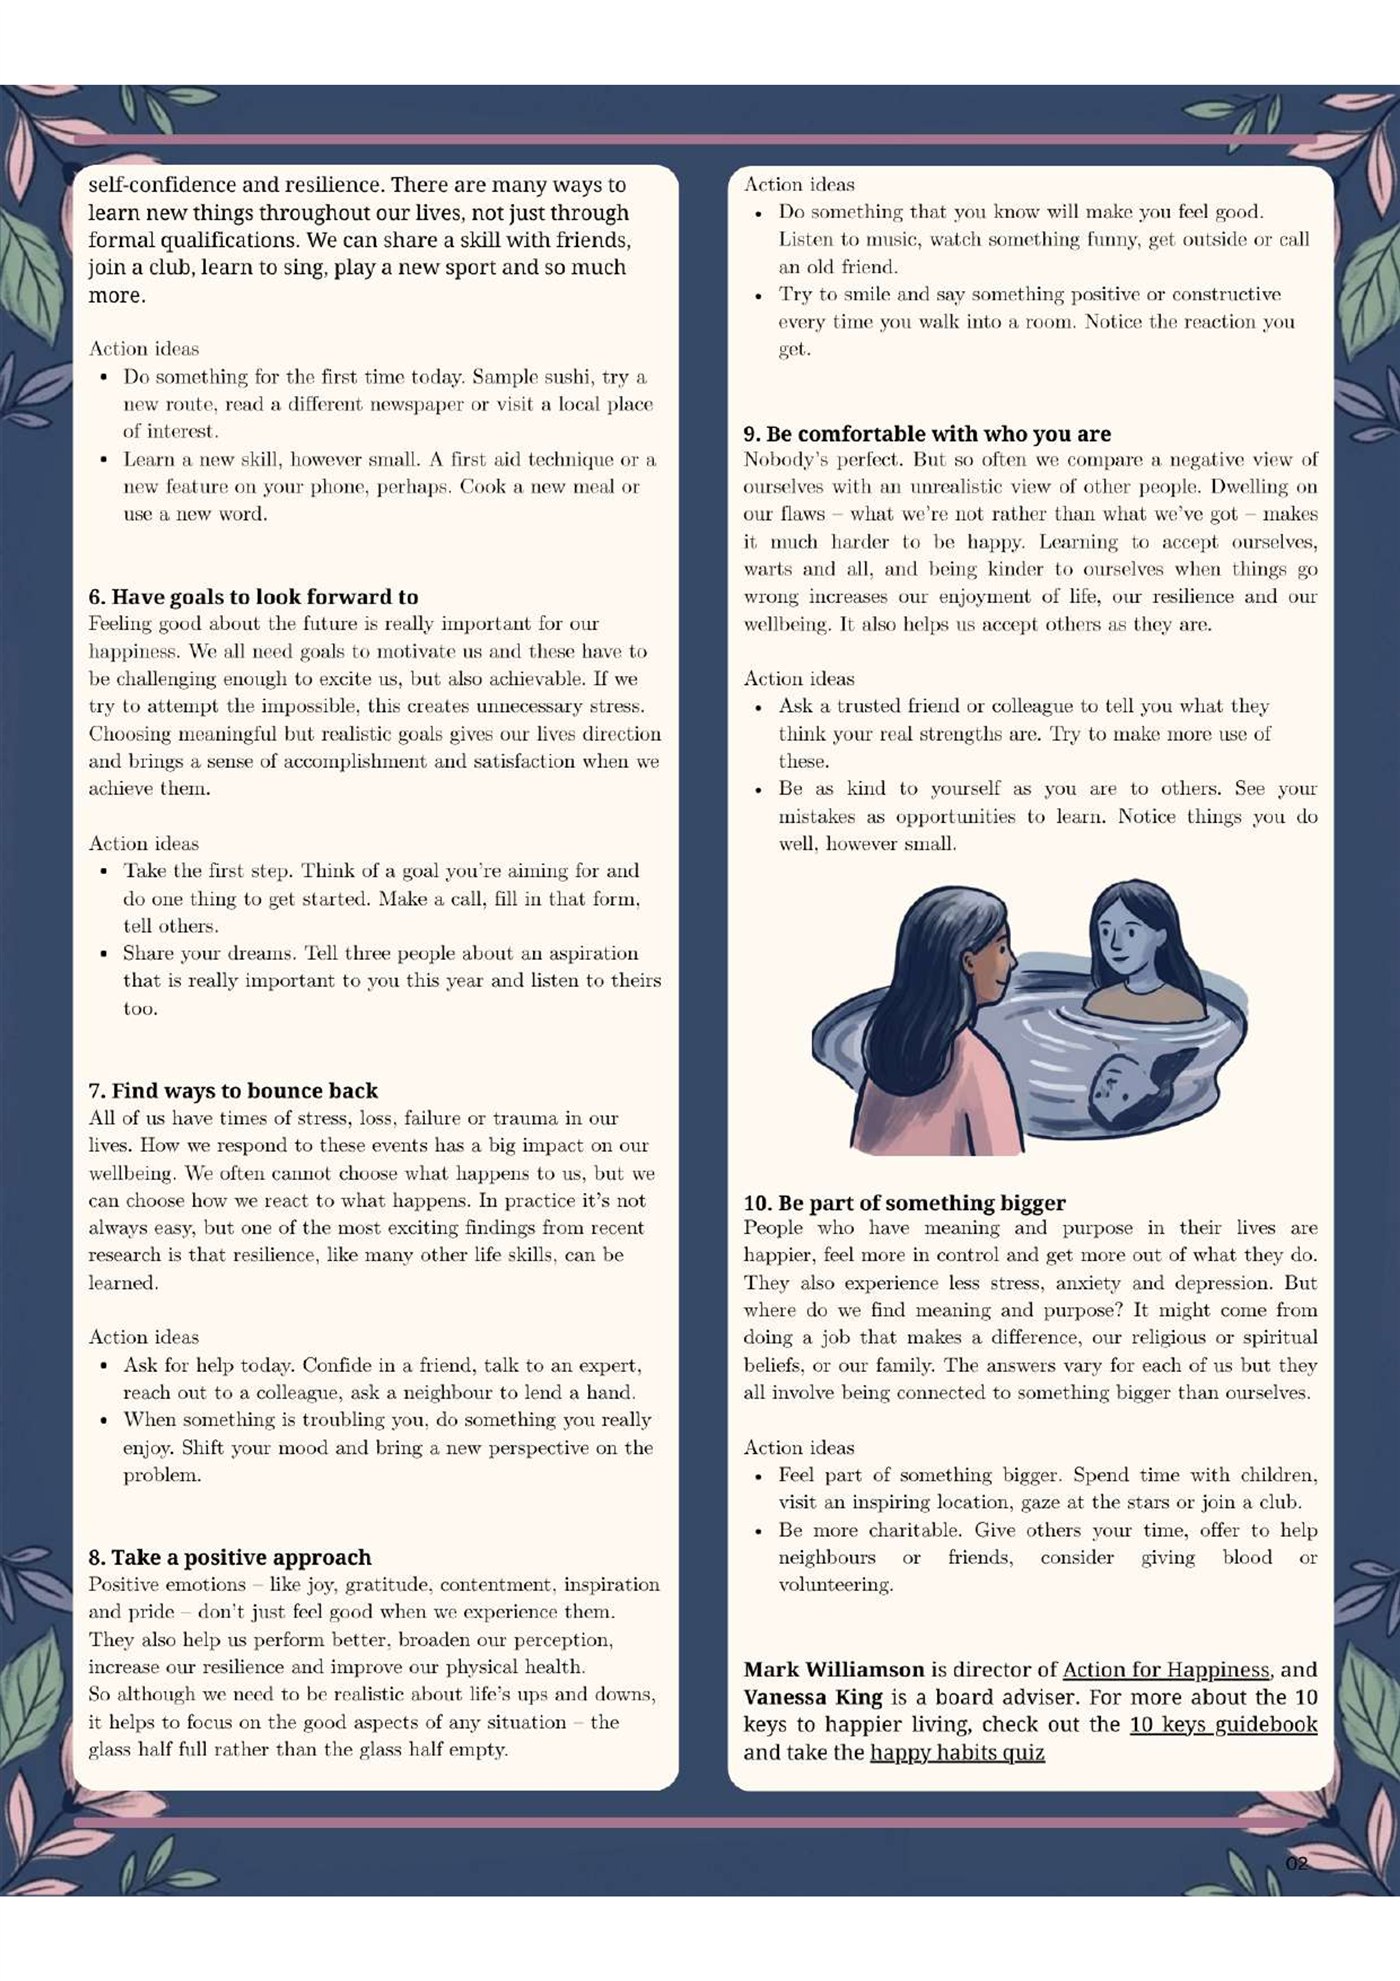 self-confidence and resilience. There are many ways to
learn new things throughout our lives, not just through
formal qualifications. We can share a skill with friends,
join a club, learn to sing, play a new sport and so much
more.
Action ideas
• Do something for the first time today. Sample sushi, try a
new route, read a different newspaper or visit a local place
of interest.
• Learn a new skill, however small. A first aid technique or a
new feature on your phone, perhaps. Cook a new meal or
use a new word.
6. Have goals to look forward to
Feeling good about the future is really important for our
happiness. We all need goals to motivate us and these have to
be challenging enough to excite us, but also achievable. If we
try to attempt the impossible, this creates unnecessary stress.
Choosing meaningful but realistic goals gives our lives direction
and brings a sense of accomplishment and satisfaction when we
achieve them.
Action ideas
• Take the first step. Think of a goal you're aiming for and
do one thing to get started. Make a call, fill in that form,
tell others.
• Share your dreams. Tell three people about an aspiration
that is really important to you this year and listen to theirs
too.
7. Find ways to bounce back
All of us have times of stress, loss, failure or trauma in our
lives. How we respond to these events has a big impact on our
wellbeing. We often cannot choose what happens to us, but we
can choose how we react to what happens. In practice it's not
always easy, but one of the most exciting findings from recent
research is that resilience, like many other life skills, can be
learned.
Action ideas
• Ask for help today. Confide in a friend, talk to an expert,
reach out to a colleague, ask a neighbour to lend a hand.
• When something is troubling you, do something you really
enjoy. Shift your mood and bring a new perspective on the
problem.
8. Take a positive approach
Positive emotions – like joy, gratitude, contentment, inspiration
and pride – don't just feel good when we experience them.
They also help us perform better, broaden our perception,
increase our resilience and improve our physical health.
So although we need to be realistic about life's ups and downs,
it helps to focus on the good aspects of any situation – the
glass half full rather than the glass half empty.
Action ideas
• Do something that you know will make you feel good.
Listen to music, watch something funny, get outside or call
an old friend.
• Try to smile and say something positive or constructive
every time you walk into a room. Notice the reaction you
get.
9. Be comfortable with who you are
Nobody's perfect. But so often we compare a negative view of
ourselves with an unrealistic view of other people. Dwelling on
our flaws – what we're not rather than what we've got – makes
it much harder to be happy. Learning to accept ourselves,
warts and all, and being kinder to ourselves when things go
wrong increases our enjoyment of life, our resilience and our
wellbeing. It also helps us accept others as they are.
Action ideas
• Ask a trusted friend or colleague to tell you what they
think your real strengths are. Try to make more use of
these.
• Be as kind to yourself as you are to others. See your
mistakes as opportunities to learn. Notice things you do
well, however small.
10. Be part of something bigger
People who have meaning and purpose in their lives are
happier, feel more in control and get more out of what they do.
They also experience less stress, anxiety and depression. But
where do we find meaning and purpose? It might come from
doing a job that makes a difference, our religious or spiritual
beliefs, or our family. The answers vary for each of us but they
all involve being connected to something bigger than ourselves.
Action ideas
• Feel part of something bigger. Spend time with children,
visit an inspiring location, gaze at the stars or join a club.
• Be more charitable. Give others your time, offer to help
neighbours or friends, consider giving blood or
volunteering.
Mark Williamson is director of Action for Happiness, and
Vanessa King is a board adviser. For more about the 10
keys to happier living, check out the 10 keys guidebook
and take the happy habits quiz
02